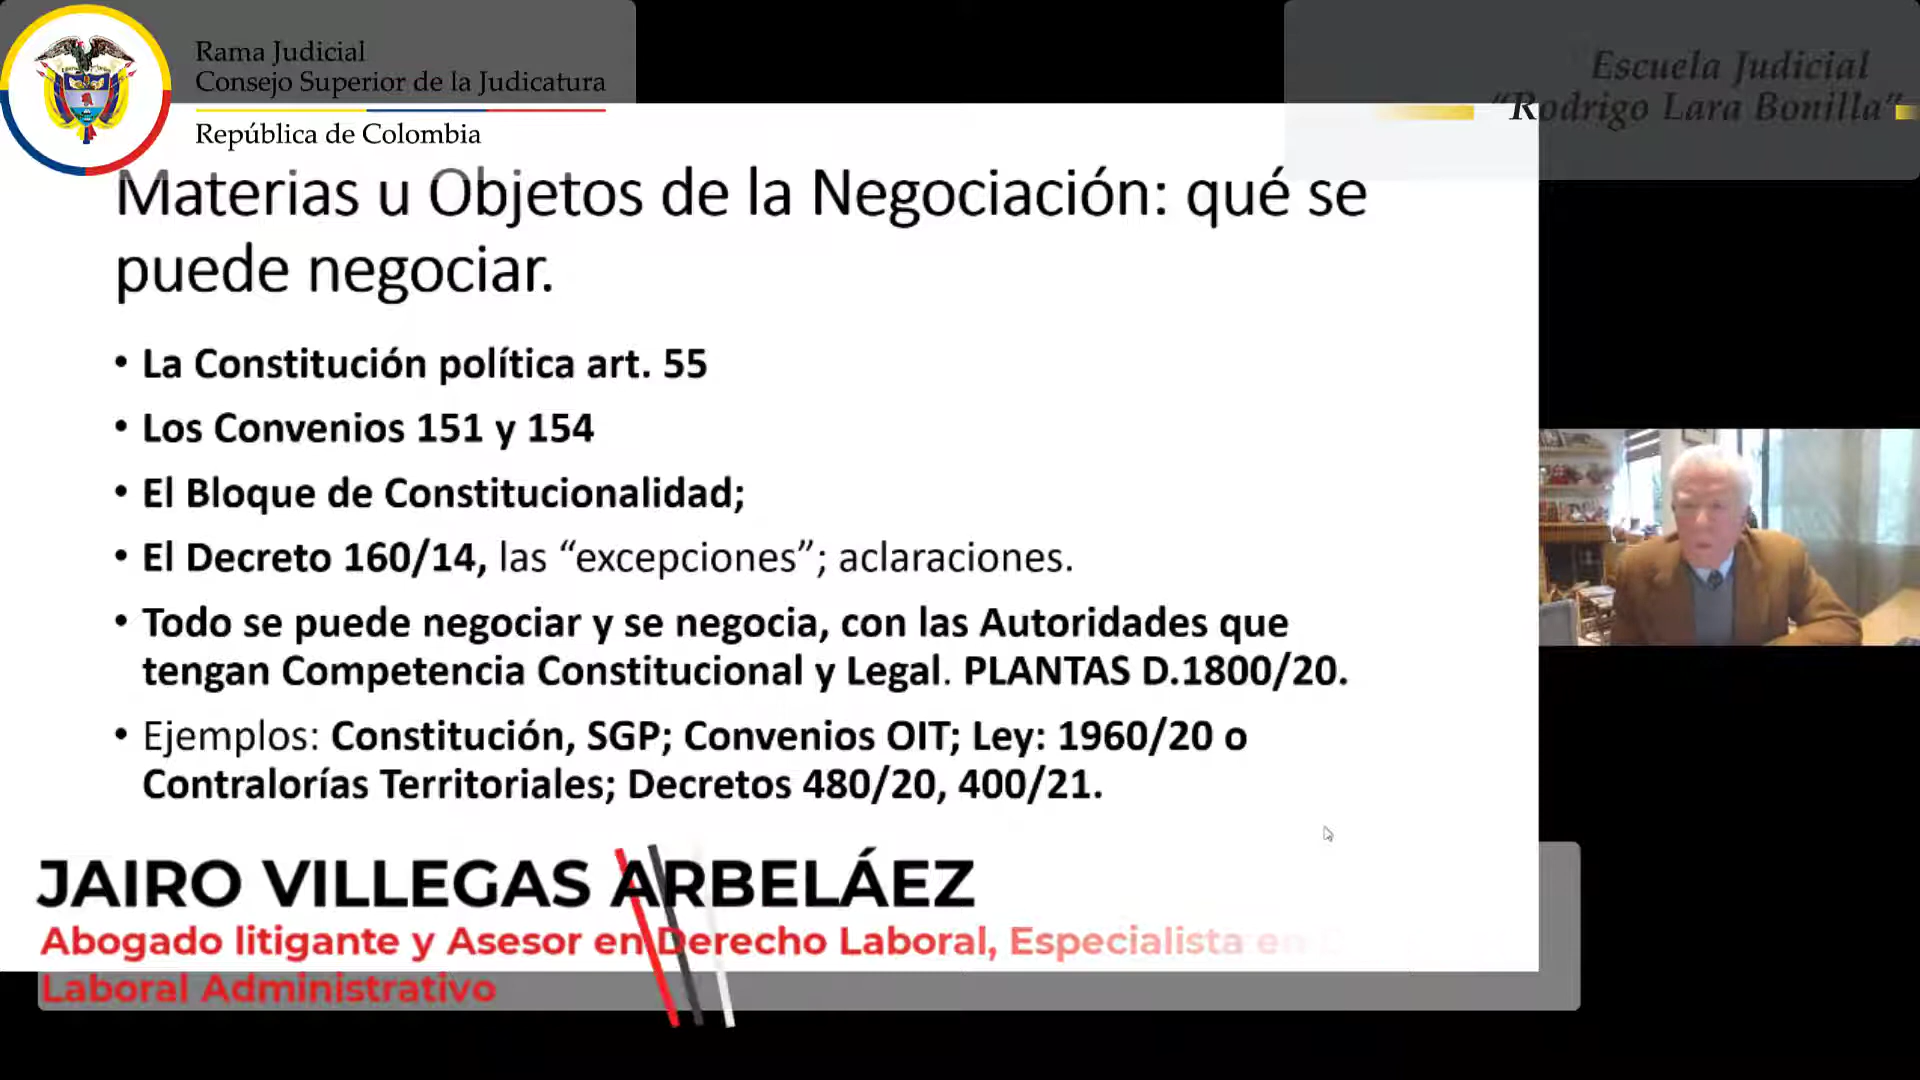 Rama Judicial
Consejo Superior de la Judicatura
República de Colombia
Escuela Judicial
“Rodrigo Lara Bonilla”
Materias u Objetos de la Negociación: qué se
puede negociar.
• La Constitución política art. 55
• Los Convenios 151 y 154
• El Bloque de Constitucionalidad;
• El Decreto 160/14, las “excepciones”; aclaraciones.
• Todo se puede negociar y se negocia, con las Autoridades que
tengan Competencia Constitucional y Legal. PLANTAS D.1800/20.
• Ejemplos: Constitución, SGP; Convenios OIT; Ley: 1960/20 o
Contralorías Territoriales; Decretos 480/20, 400/21.
JAIRO VILLEGAS ARBELÁEZ
Abogado litigante y Asesor en Derecho Laboral, Especialista en
Laboral Administrativo